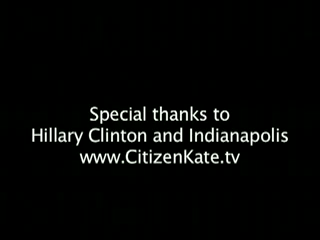 Special thanks to
Hillary Clinton and Indianapolis
www.CitizenKate.tv